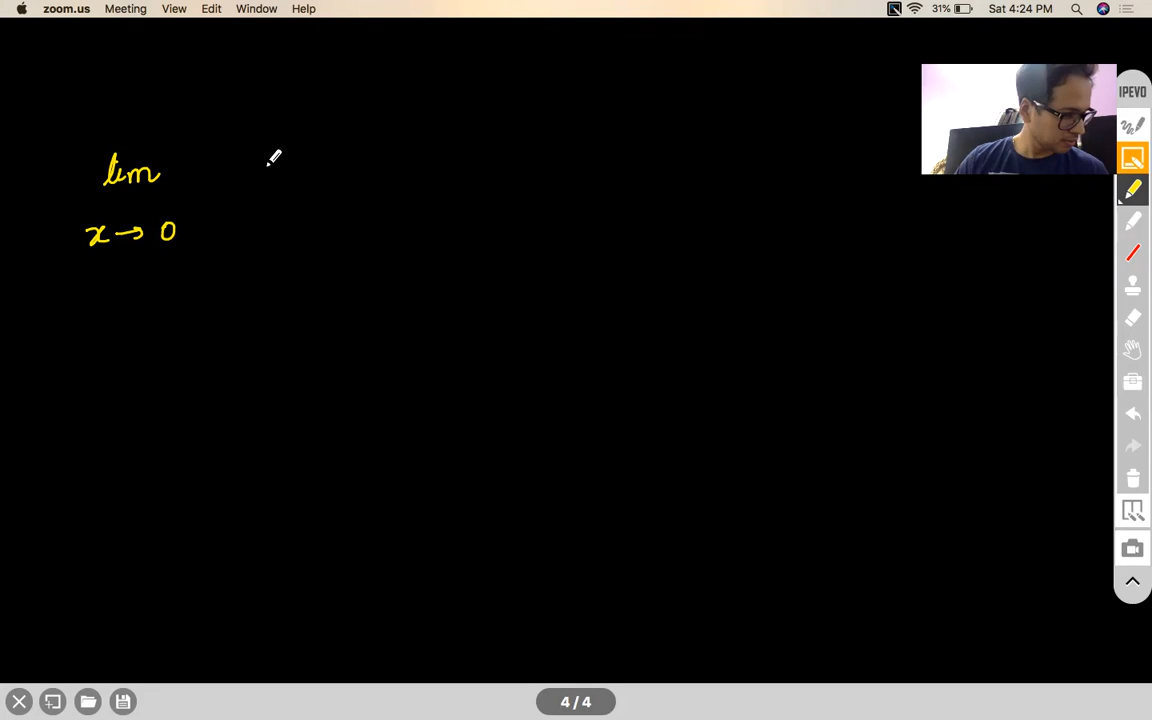 zoom.us Meeting View Edit Window Help 31% Sat 4:24 PM
IPEVO
lim
x → 0
4 / 4